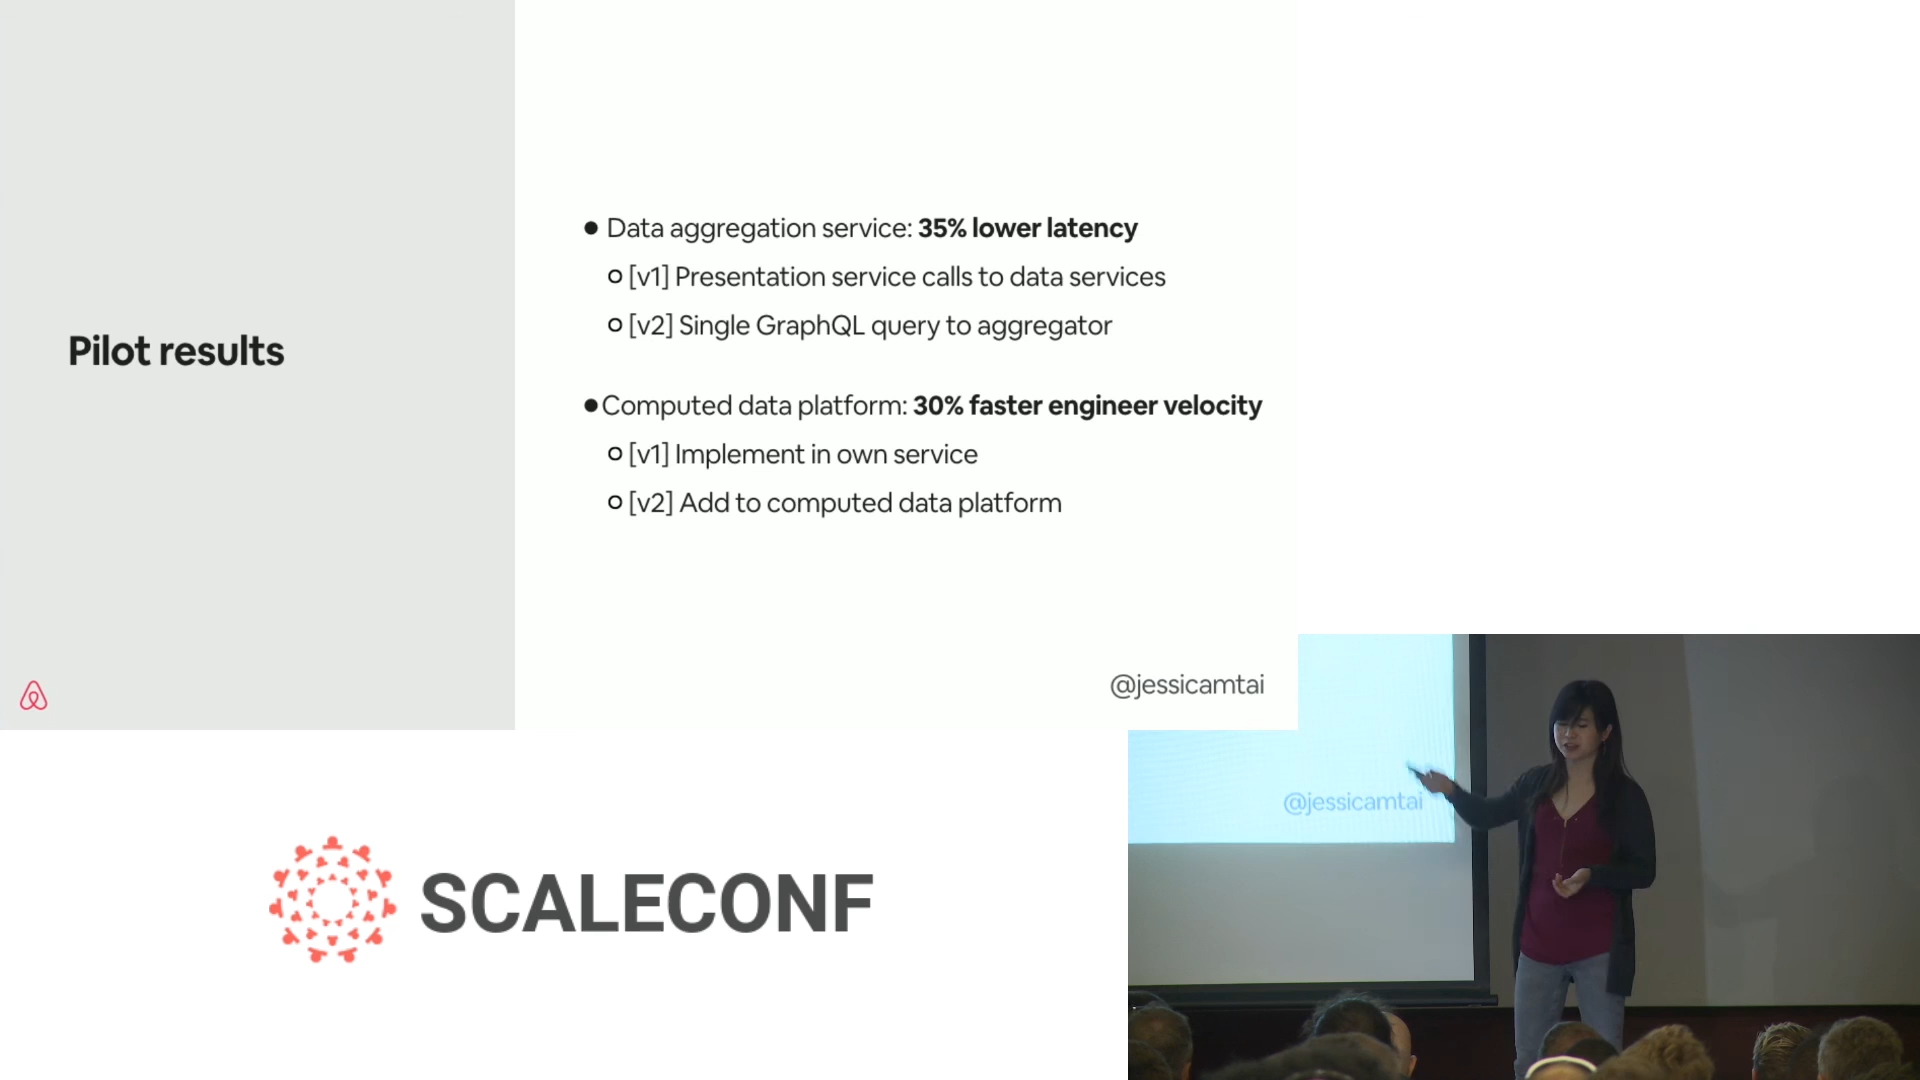 Pilot results
● Data aggregation service: 35% lower latency
○ [v1] Presentation service calls to data services
○ [v2] Single GraphQL query to aggregator
● Computed data platform: 30% faster engineer velocity
○ [v1] Implement in own service
○ [v2] Add to computed data platform
@jessicamtai
@jessicamtai
SCALECONF